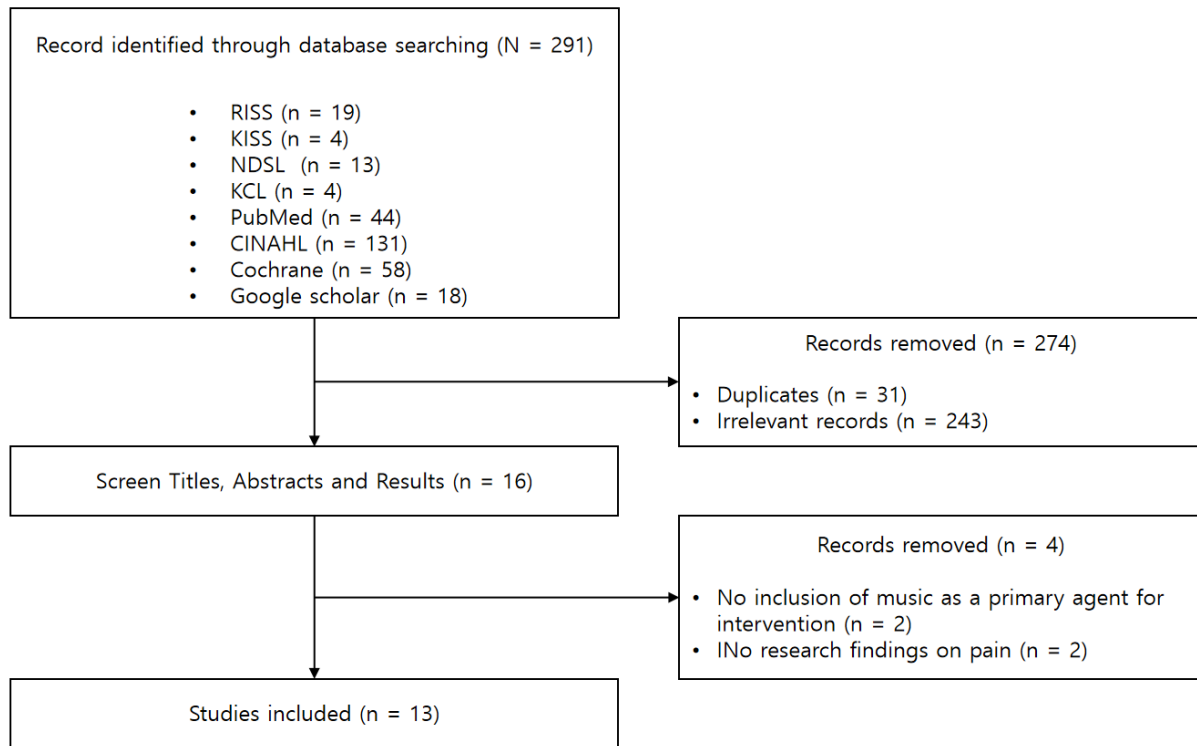 Record identified through database searching (N = 291)
• RISS (n = 19)
• KISS (n = 4)
• NDSL (n = 13)
• KCL (n = 4)
• PubMed (n = 44)
• CINAHL (n = 131)
• Cochrane (n = 58)
• Google scholar (n = 18)
Records removed (n = 274)
• Duplicates (n = 31)
• Irrelevant records (n = 243)
Screen Titles, Abstracts and Results (n = 16)
Records removed (n = 4)
• No inclusion of music as a primary agent for
intervention (n = 2)
• INo research findings on pain (n = 2)
Studies included (n = 13)